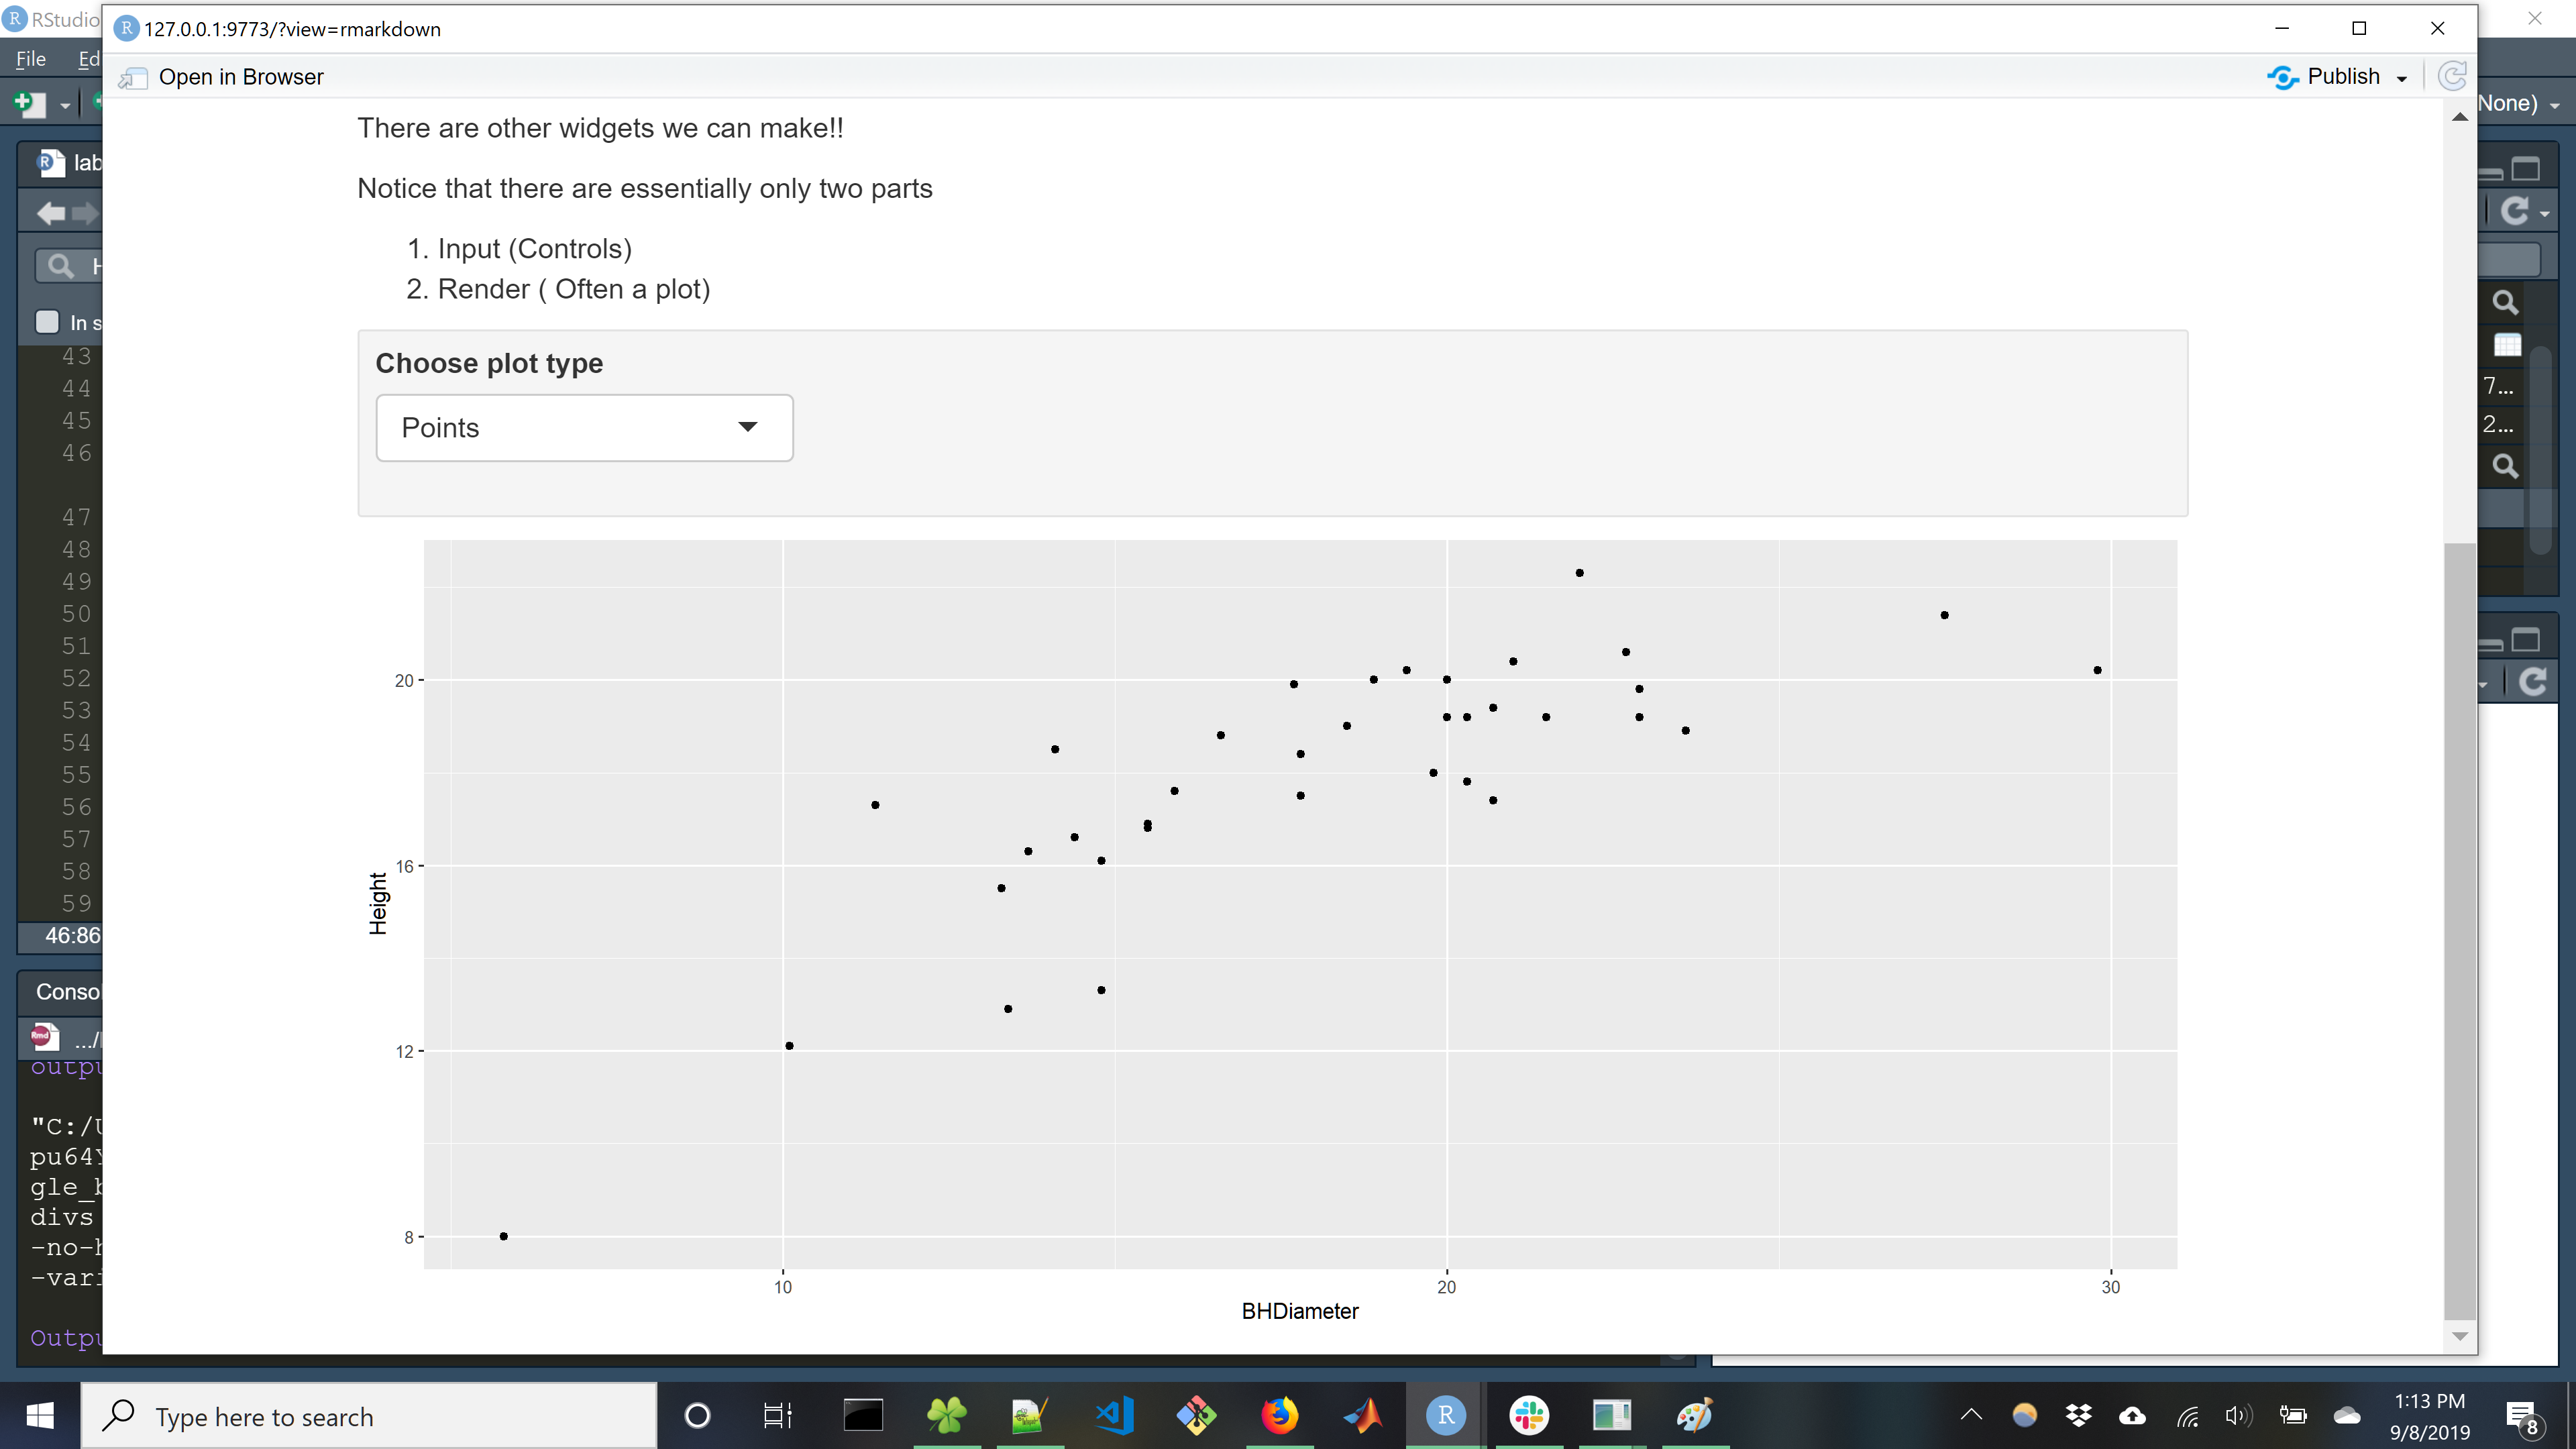 RStudio
127.0.0.1:9773/?view=rmarkdown
File
Open in Browser
Publish
None)
There are other widgets we can make!!
Notice that there are essentially only two parts
1. Input (Controls)
2. Render ( Often a plot)
Choose plot type
Points
lab
In s
43
44
45
46
47
48
49
50
51
52
53
54
55
56
57
58
59
46:86
7...
2...
20
16
12
8
Height
10
20
30
BHDiameter
Conso
.../
outpu
"C:/U
pu64Y
gle_b
divs
-no-h
-vari
Outpu
Type here to search
1:13 PM
9/8/2019
8